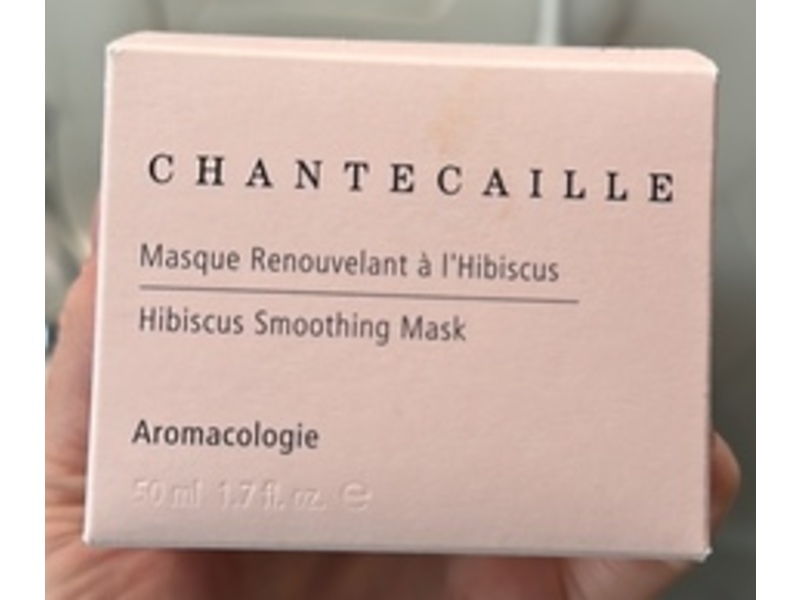 CHANTECAILLE
Masque Renouvelant à l'Hibiscus
Hibiscus Smoothing Mask
Aromacologie
50 ml 1.7 fl. oz. ℮